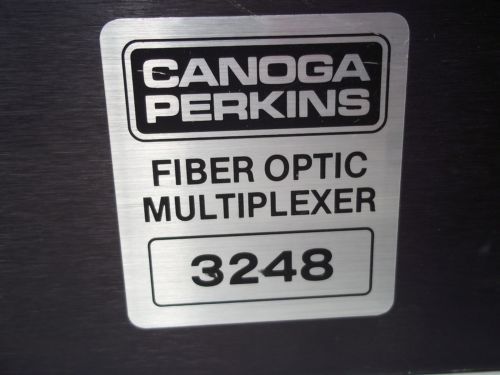 CANOGA
PERKINS
FIBER OPTIC
MULTIPLEXER
3248